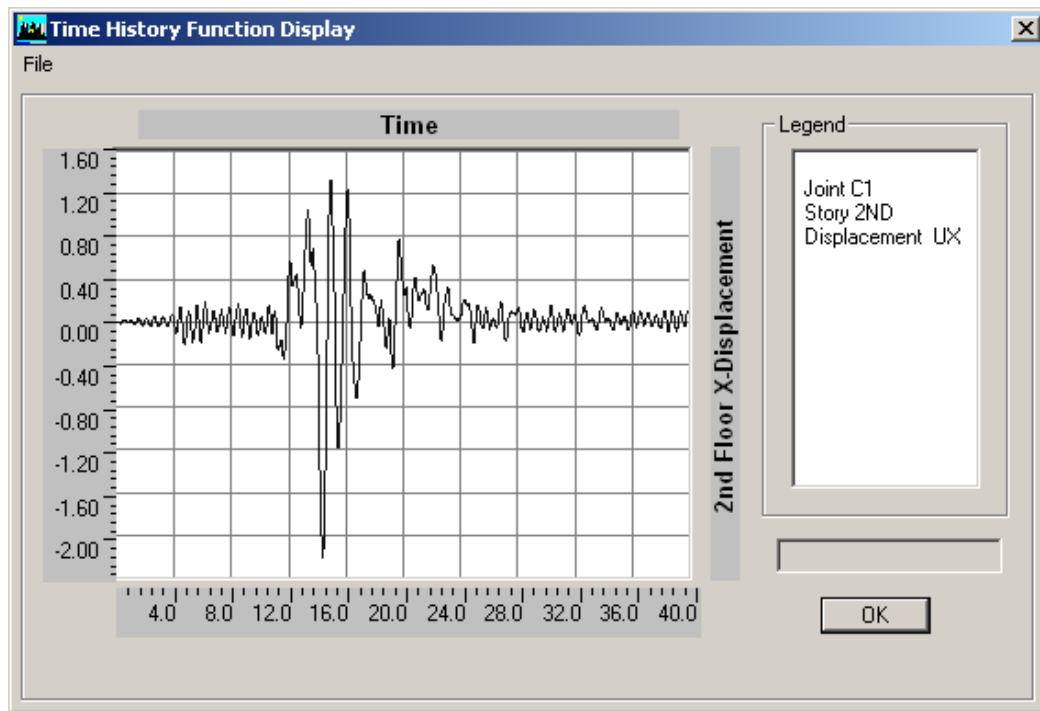 Time History Function Display
File
Time
1.60
1.20
0.80
0.40
0.00
-0.40
-0.80
-1.20
-1.60
-2.00
4.0 8.0 12.0 16.0 20.0 24.0 28.0 32.0 36.0 40.0
2nd Floor X-Displacement
Legend
Joint C1
Story 2ND
Displacement UX
OK